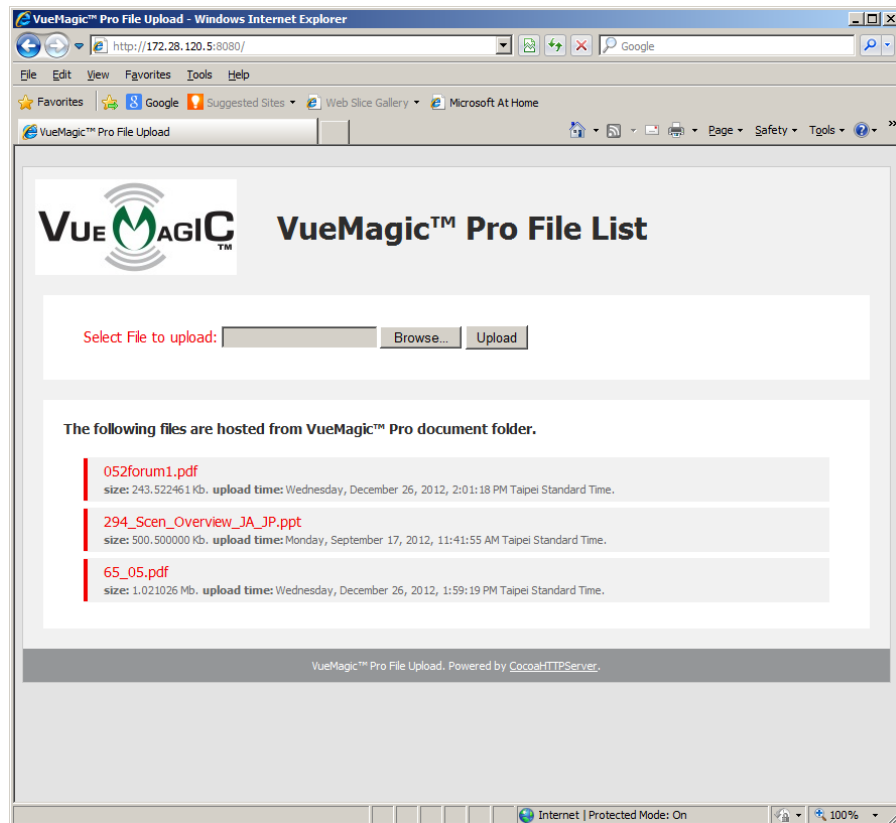 VueMagic™ Pro File Upload - Windows Internet Explorer
http://172.28.120.5:8080/
Google
File Edit View Favorites Tools Help
Favorites Google Suggested Sites Web Slice Gallery Microsoft At Home
VueMagic™ Pro File Upload
Page Safety Tools
VUEMAGIC™ VueMagic™ Pro File List
Select File to upload: Browse... Upload
The following files are hosted from VueMagic™ Pro document folder.
052forum1.pdf
size: 243.522461 Kb. upload time: Wednesday, December 26, 2012, 2:01:18 PM Taipei Standard Time.
294_Scen_Overview_JA_JP.ppt
size: 500.500000 Kb. upload time: Monday, September 17, 2012, 11:41:55 AM Taipei Standard Time.
65_05.pdf
size: 1.021026 Mb. upload time: Wednesday, December 26, 2012, 1:59:19 PM Taipei Standard Time.
VueMagic™ Pro File Upload. Powered by CocoaHTTPServer.
Internet | Protected Mode: On 100%